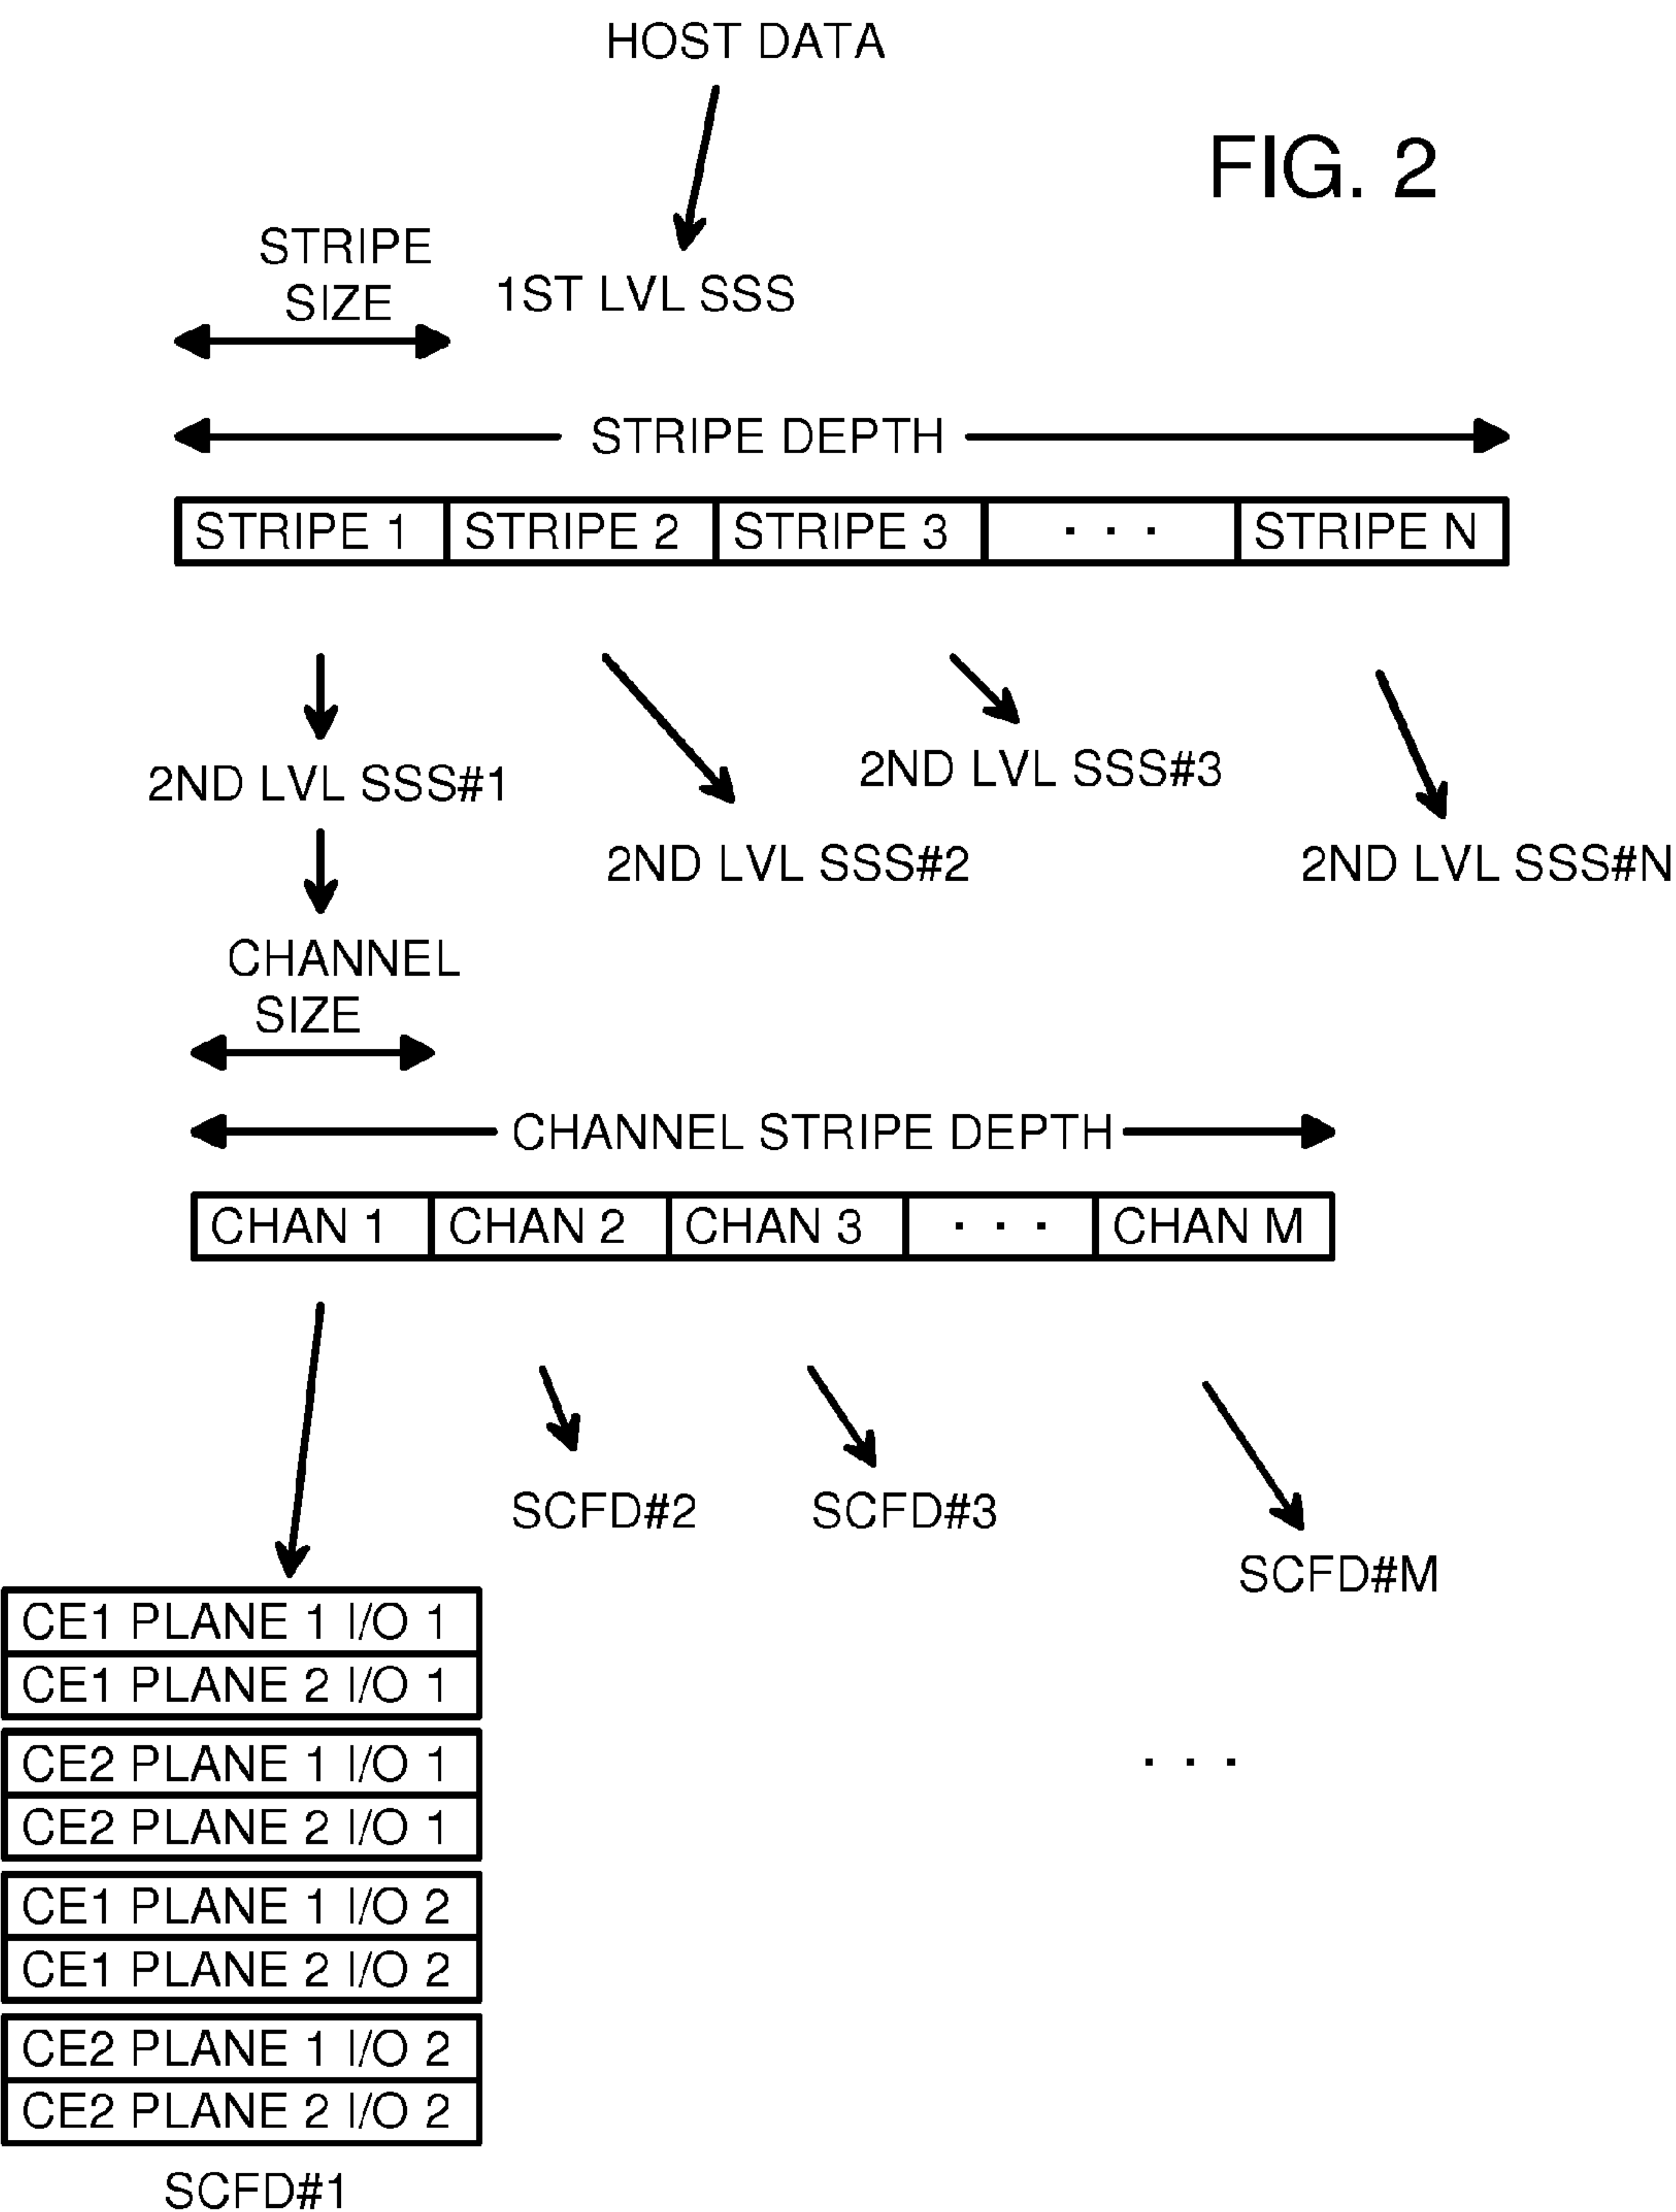 HOST DATA
FIG. 2
STRIPE
SIZE
1ST LVL SSS
STRIPE DEPTH
STRIPE 1 STRIPE 2 STRIPE 3 . . . STRIPE N
2ND LVL SSS#1
2ND LVL SSS#2
2ND LVL SSS#3
2ND LVL SSS#N
CHANNEL
SIZE
CHANNEL STRIPE DEPTH
CHAN 1 CHAN 2 CHAN 3 . . . CHAN M
SCFD#2
SCFD#3
SCFD#M
CE1 PLANE 1 I/O 1
CE1 PLANE 2 I/O 1
CE2 PLANE 1 I/O 1
CE2 PLANE 2 I/O 1
. . .
CE1 PLANE 1 I/O 2
CE1 PLANE 2 I/O 2
CE2 PLANE 1 I/O 2
CE2 PLANE 2 I/O 2
SCFD#1